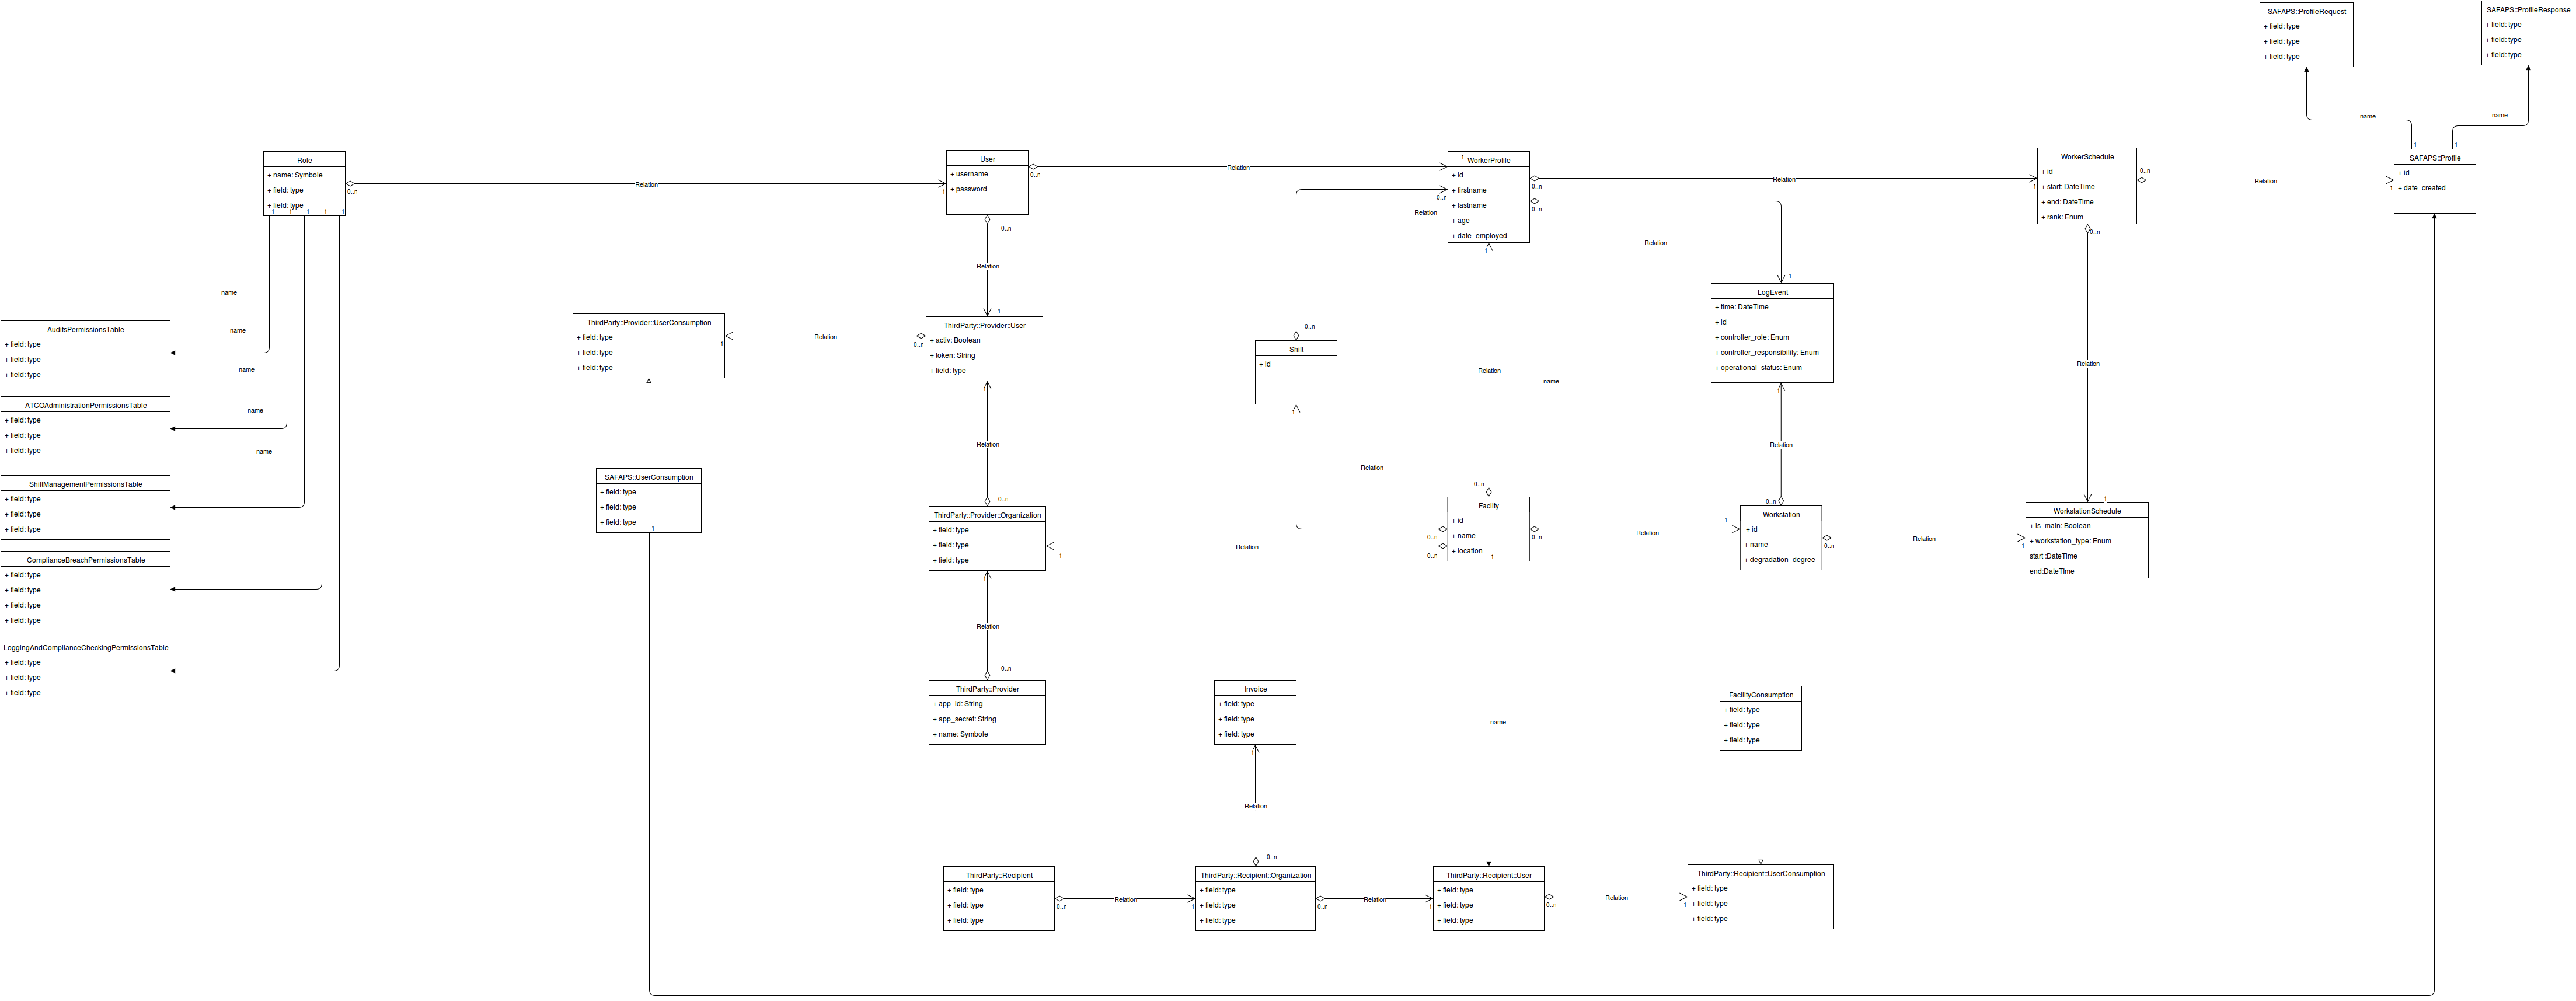 SAFAPS::ProfileRequest
+ field: type
+ field: type
+ field: type
SAFAPS::ProfileResponse
+ field: type
+ field: type
+ field: type
name
name
Role
+ name: Symbole
+ field: type
+ field: type
1
1
1
1
1
0..n
Relation
1
User
+ username
+ password
0..n
Relation
0..n
Relation
1
1
WorkerProfile
+ id
+ firstname
+ lastname
+ age
+ date_employed
0..n
Relation
1
0..n
Relation
1
0..n
Relation
WorkerSchedule
+ id
+ start: DateTime
+ end: DateTime
+ rank: Enum
0..n
Relation
1
0..n
Relation
1
1
1
SAFAPS::Profile
+ id
+ date_created
name
name
name
name
name
AuditsPermissionsTable
+ field: type
+ field: type
+ field: type
ATCOAdministrationPermissionsTable
+ field: type
+ field: type
+ field: type
ShiftManagementPermissionsTable
+ field: type
+ field: type
+ field: type
ComplianceBreachPermissionsTable
+ field: type
+ field: type
+ field: type
+ field: type
LoggingAndComplianceCheckingPermissionsTable
+ field: type
+ field: type
+ field: type
ThirdParty::Provider::UserConsumption
+ field: type
+ field: type
+ field: type
1
Relation
0..n
ThirdParty::Provider::User
+ activ: Boolean
+ token: String
+ field: type
1
Relation
0..n
SAFAPS::UserConsumption
+ field: type
+ field: type
+ field: type
1
ThirdParty::Provider::Organization
+ field: type
+ field: type
+ field: type
1
Relation
0..n
1
Relation
0..n
ThirdParty::Provider
+ app_id: String
+ app_secret: String
+ name: Symbole
0..n
Shift
+ id
1
Relation
0..n
1
Relation
0..n
name
LogEvent
+ time: DateTime
+ id
+ controller_role: Enum
+ controller_responsibility: Enum
+ operational_status: Enum
1
Relation
0..n
Facilty
+ id
+ name
+ location
1
0..n
Relation
1
Workstation
+ id
+ name
+ degradation_degree
0..n
Relation
1
WorkstationSchedule
+ is_main: Boolean
+ workstation_type: Enum
start :DateTime
end:DateTIme
name
Invoice
+ field: type
+ field: type
+ field: type
1
Relation
0..n
FacilityConsumption
+ field: type
+ field: type
+ field: type
ThirdParty::Recipient
+ field: type
+ field: type
+ field: type
0..n
Relation
1
ThirdParty::Recipient::Organization
+ field: type
+ field: type
+ field: type
0..n
Relation
1
ThirdParty::Recipient::User
+ field: type
+ field: type
+ field: type
0..n
Relation
1
ThirdParty::Recipient::UserConsumption
+ field: type
+ field: type
+ field: type